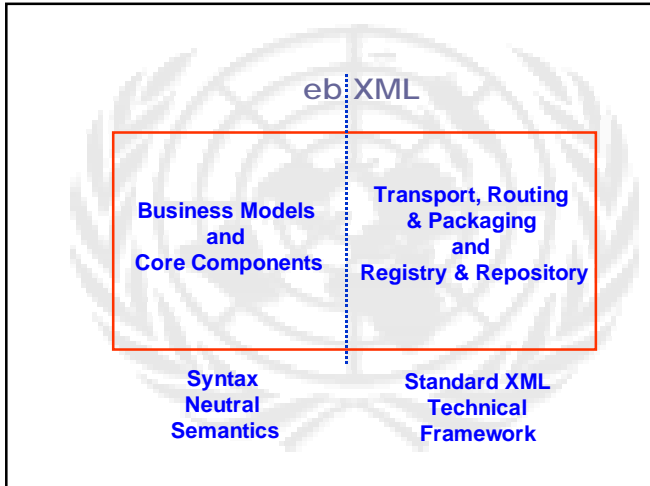 eb XML
Business Models
and
Core Components
Transport, Routing
& Packaging
and
Registry & Repository
Syntax
Neutral
Semantics
Standard XML
Technical
Framework